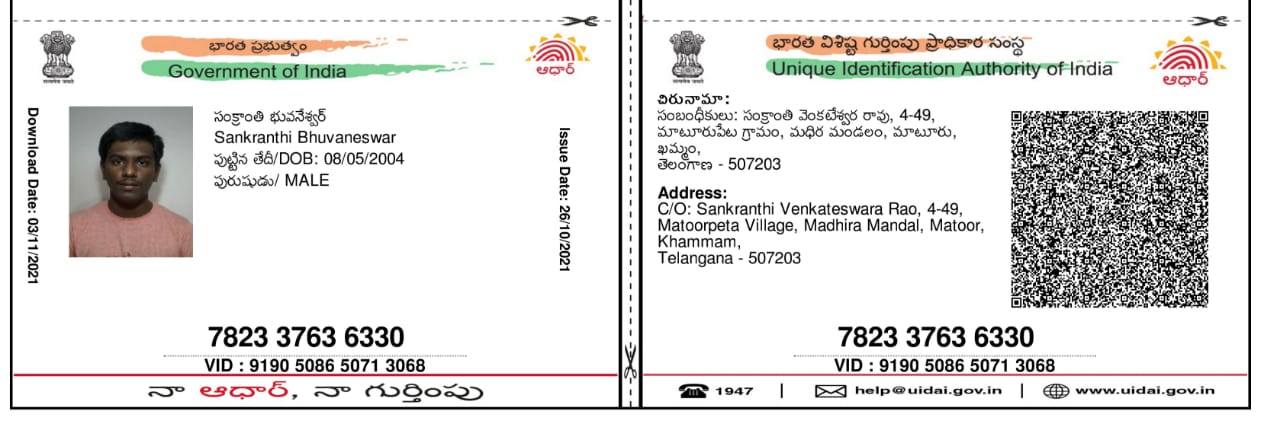 భారత ప్రభుత్వం
Government of India
ఆధార్
Download Date: 03/11/2021
సంక్రాంతి భువనేశ్వర్
Sankranthi Bhuvaneswar
పుట్టిన తేదీ/DOB: 08/05/2004
పురుషుడు/ MALE
Issue Date: 26/10/2021
7823 3763 6330
VID : 9190 5086 5071 3068
నా ఆధార్, నా గుర్తింపు
భారత విశిష్ట గుర్తింపు ప్రాధికార సంస్థ
Unique Identification Authority of India
ఆధార్
చిరునామా:
సంబంధీకులు: సంక్రాంతి వెంకటేశ్వర రావు, 4-49,
మాటూరుపేట గ్రామం, మధిర మండలం, మాటూరు,
ఖమ్మం,
తెలంగాణ - 507203
Address:
C/O: Sankranthi Venkateswara Rao, 4-49,
Matoorpeta Village, Madhira Mandal, Matoor,
Khammam,
Telangana - 507203
7823 3763 6330
VID : 9190 5086 5071 3068
1947 | help@uidai.gov.in | www.uidai.gov.in